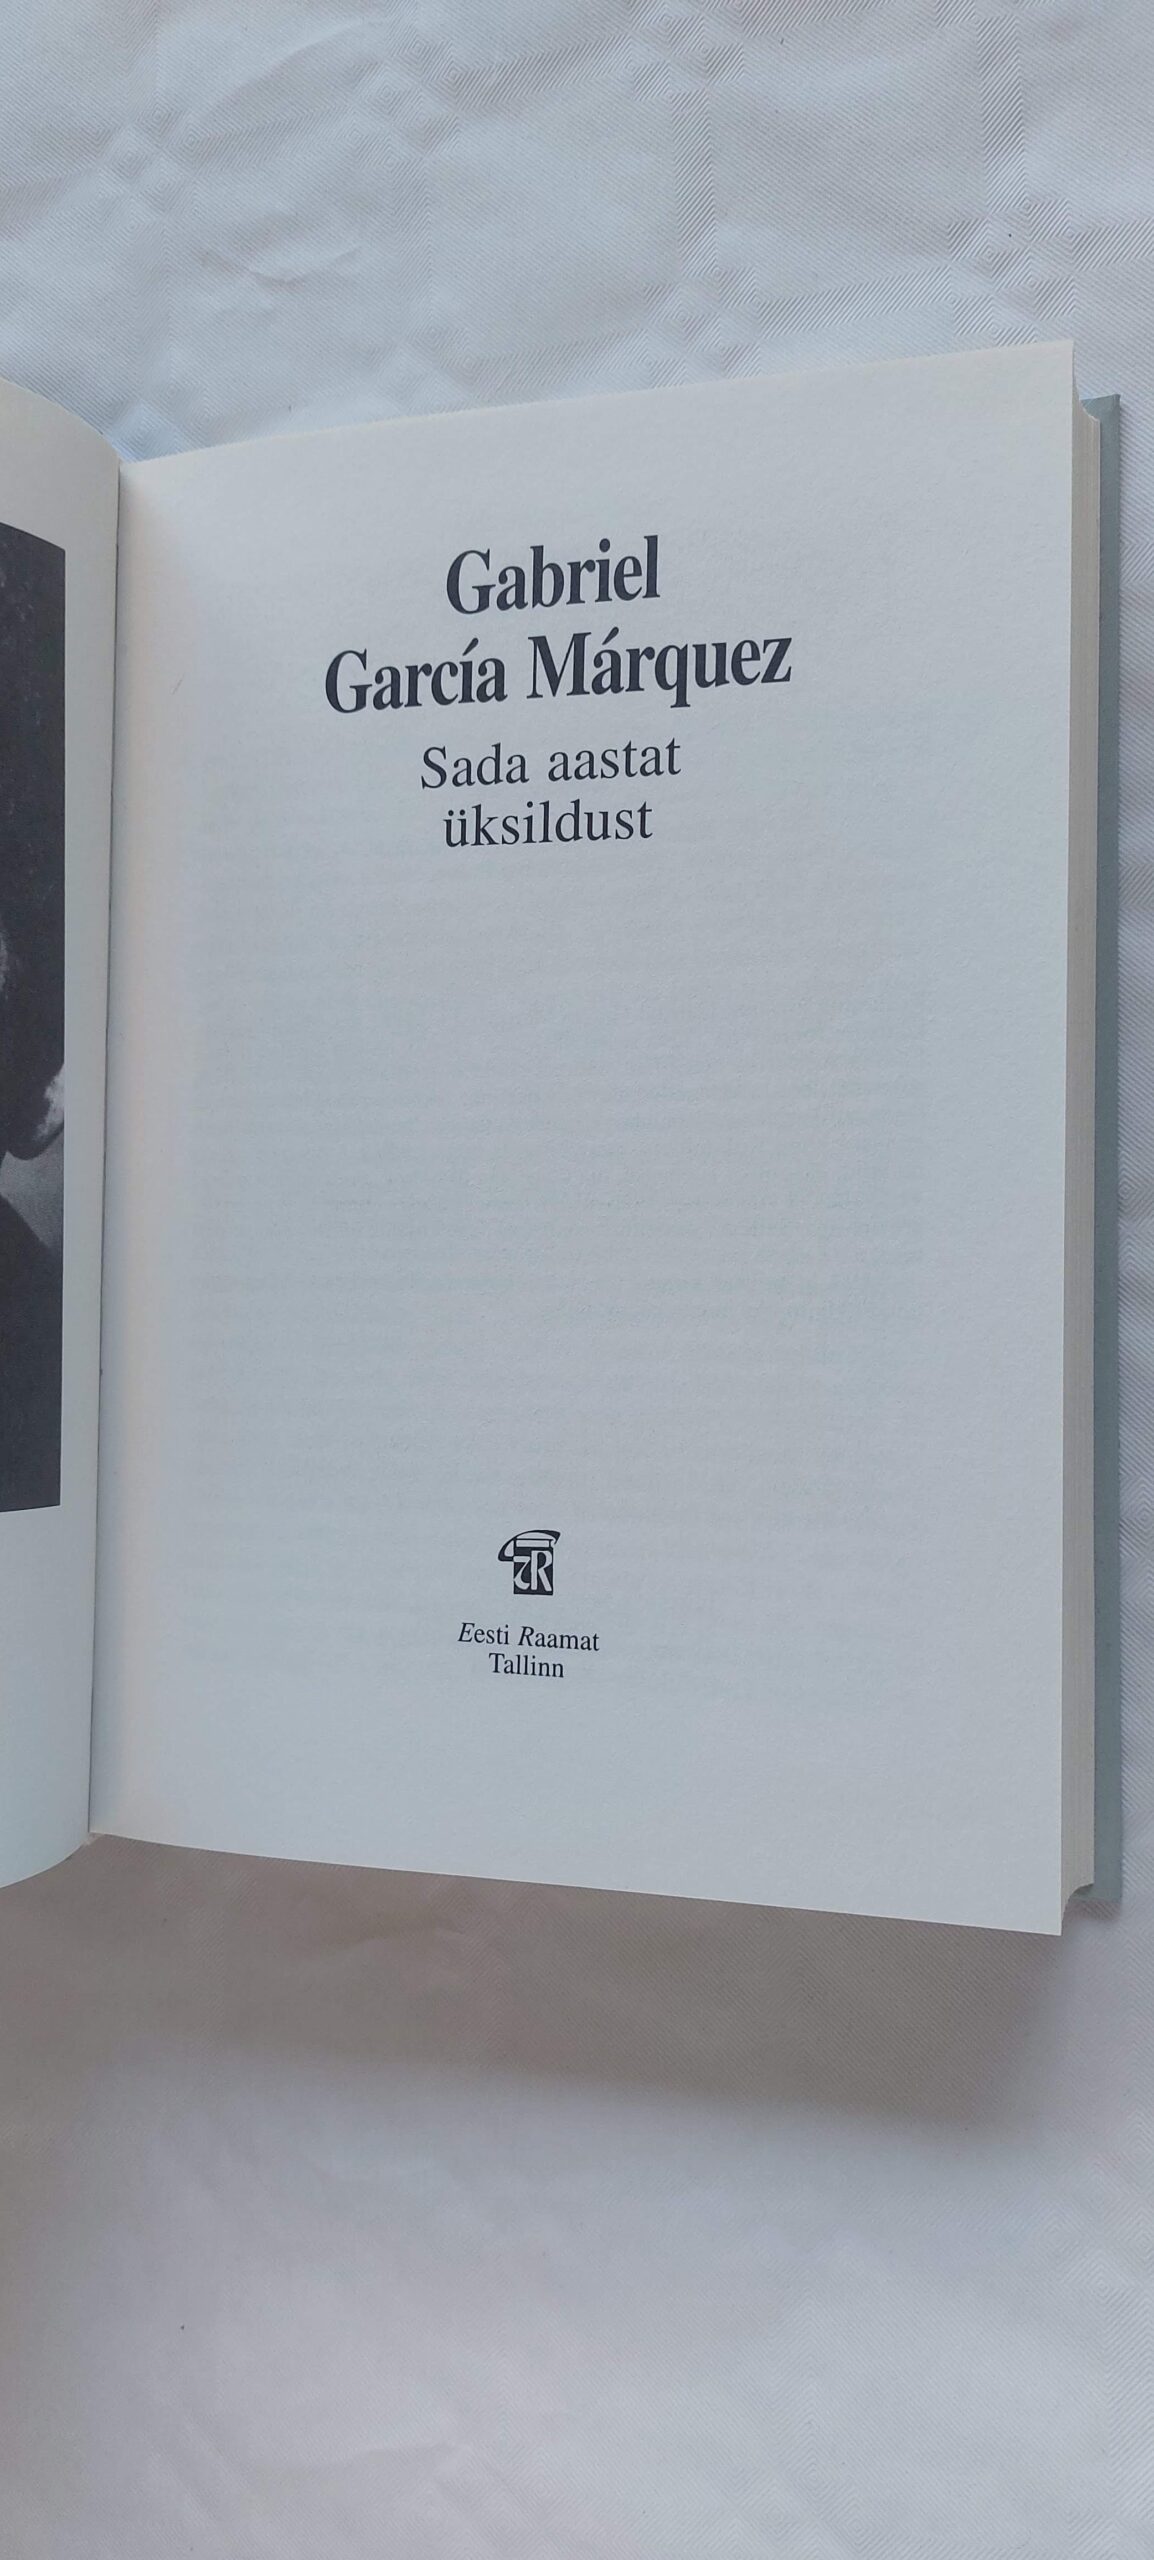 Gabriel
García Márquez
Sada aastat
üksildust
Eesti Raamat
Tallinn